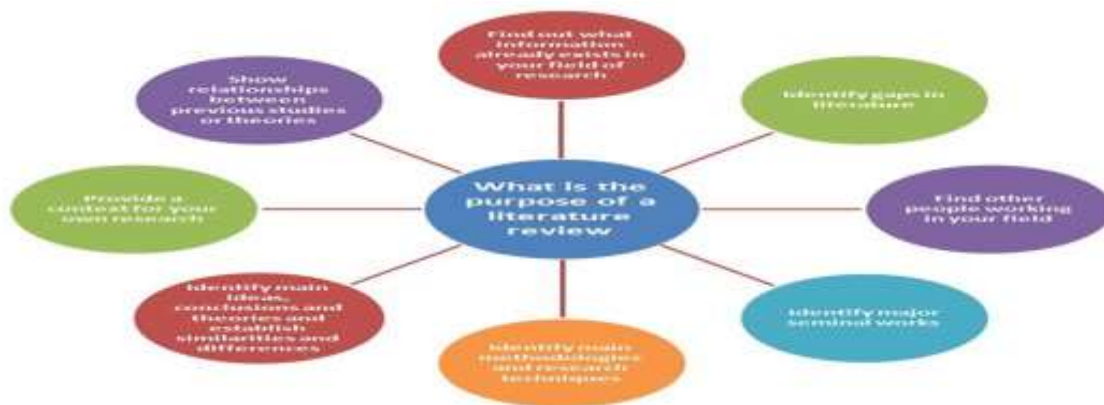 Find out what
information
already exists in
your field of
research
Identify gaps in
literature
Find other
people working
in your field
Identify major
seminal works
Identify main
methodologies
and research
techniques
Identify main
ideas,
conclusions and
theories and
establish
similarities and
differences
Provide a
context for your
own research
Show
relationships
between
previous studies
or theories
What is the
purpose of a
literature
review